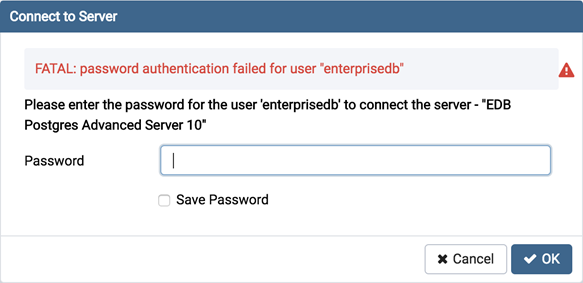 Connect to Server
FATAL: password authentication failed for user "enterprisedb"
Please enter the password for the user 'enterprisedb' to connect the server - "EDB
Postgres Advanced Server 10"
Password
Save Password
Cancel
OK